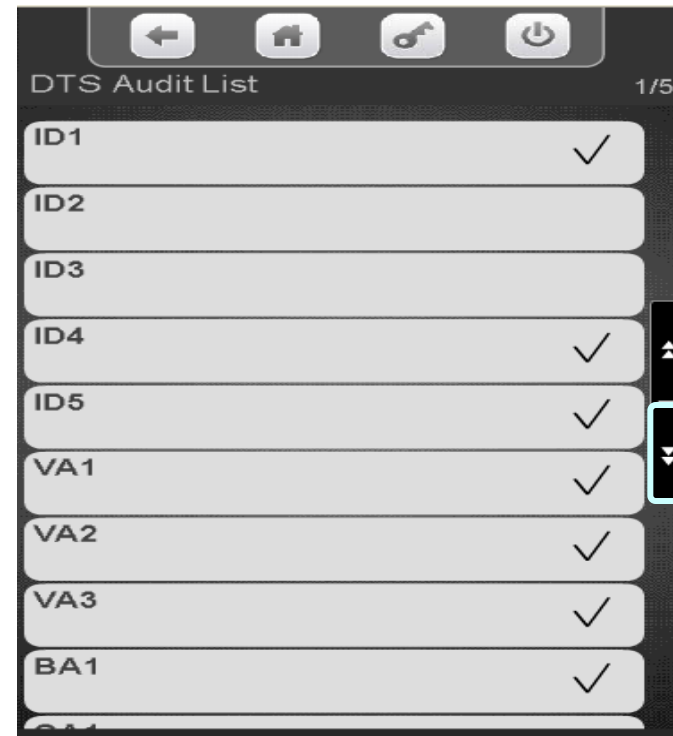 DTS Audit List
1/5
ID1
ID2
ID3
ID4
ID5
VA1
VA2
VA3
BA1